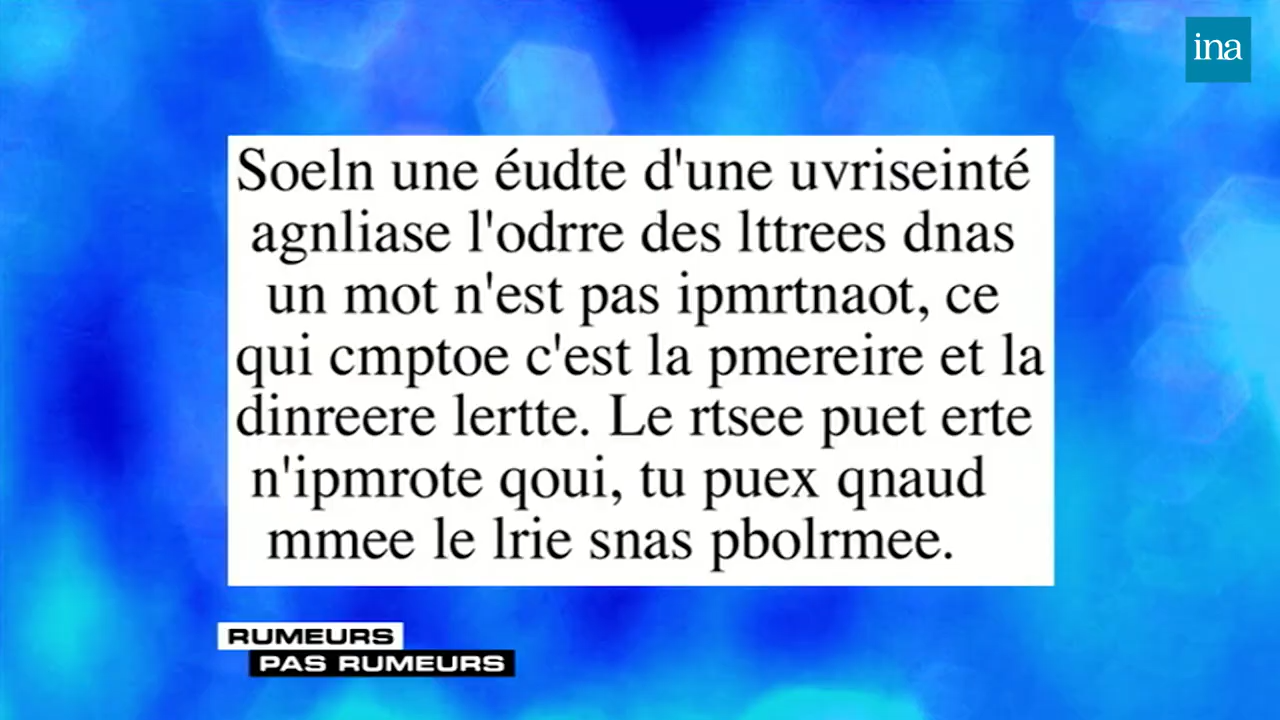 ina
Soeln une éudte d'une uvriseinté
agnliase l'odrre des lttrees dnas
un mot n'est pas ipmrtnaot, ce
qui cmptoe c'est la pmereire et la
dinreere lertte. Le rtsee puet erte
n'ipmrote qoui, tu puex qnaud
mmee le lrie snas pbolrmee.
RUMEURS
PAS RUMEURS